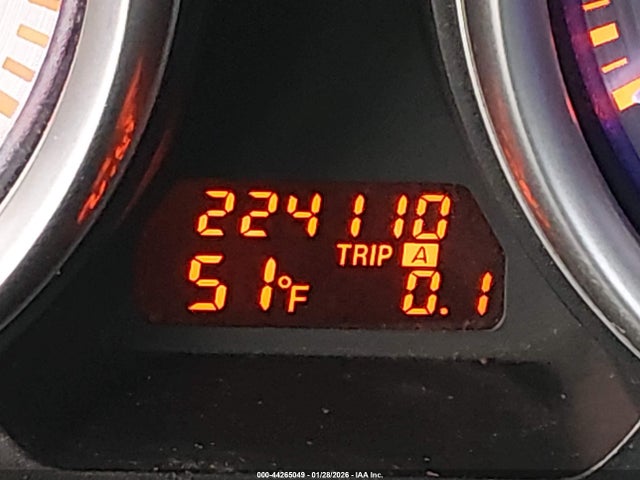 224110
TRIP A
51°F 0.1
000-44265049 - 01/28/2026 - IAA Inc.